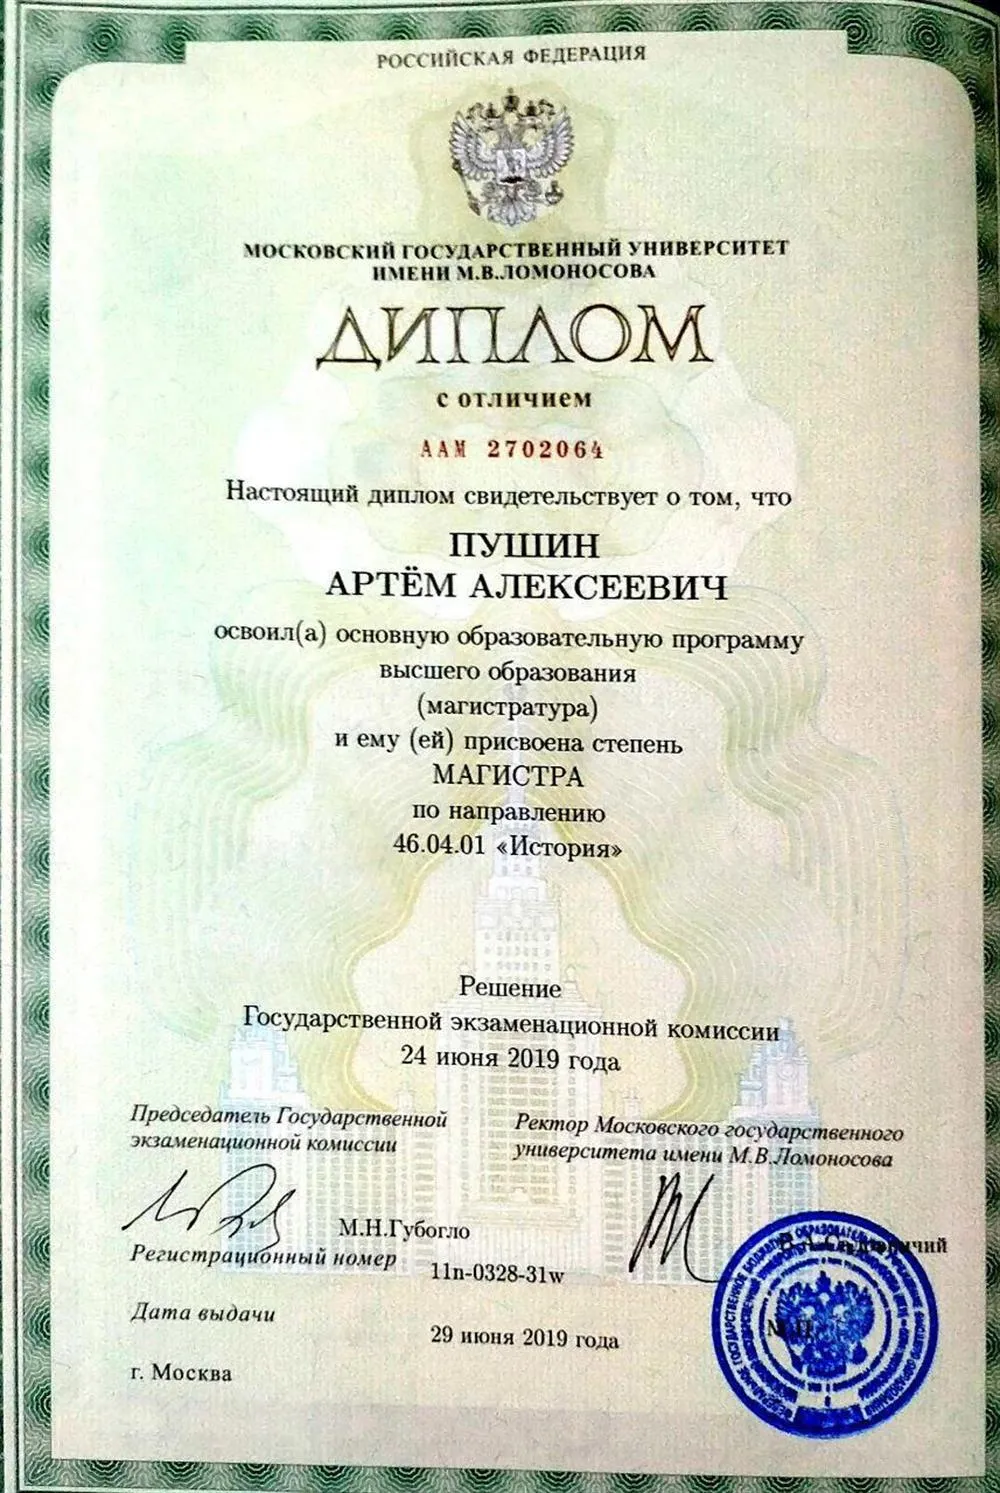 РОССИЙСКАЯ ФЕДЕРАЦИЯ
МОСКОВСКИЙ ГОСУДАРСТВЕННЫЙ УНИВЕРСИТЕТ
ИМЕНИ М.В.ЛОМОНОСОВА
ДИПЛОМ
с отличием
ААМ 2702064
Настоящий диплом свидетельствует о том, что
ПУШИН
АРТЁМ АЛЕКСЕЕВИЧ
освоил(а) основную образовательную программу
высшего образования
(магистратура)
и ему (ей) присвоена степень
МАГИСТРА
по направлению
46.04.01 «История»
Решение
Государственной экзаменационной комиссии
24 июня 2019 года
Председатель Государственной
экзаменационной комиссии
М.Н.Губогло
Регистрационный номер
11п-0328-31w
Дата выдачи
29 июня 2019 года
г. Москва
Ректор Московского государственного
университета имени М.В.Ломоносова
В.А.Садовничий
М.П.